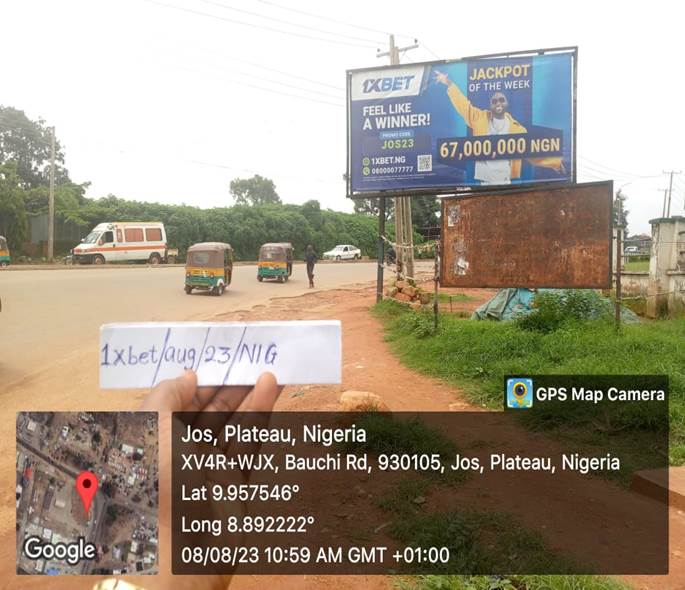 1XBET
FEEL LIKE
A WINNER!
PROMO CODE
JOS23
1XBET.NG
08000077777
JACKPOT
OF THE WEEK
67,000,000 NGN
1xbet/aug/23/NIG
GPS Map Camera
Jos, Plateau, Nigeria
XV4R+WJX, Bauchi Rd, 930105, Jos, Plateau, Nigeria
Lat 9.957546°
Long 8.892222°
08/08/23 10:59 AM GMT +01:00
Google